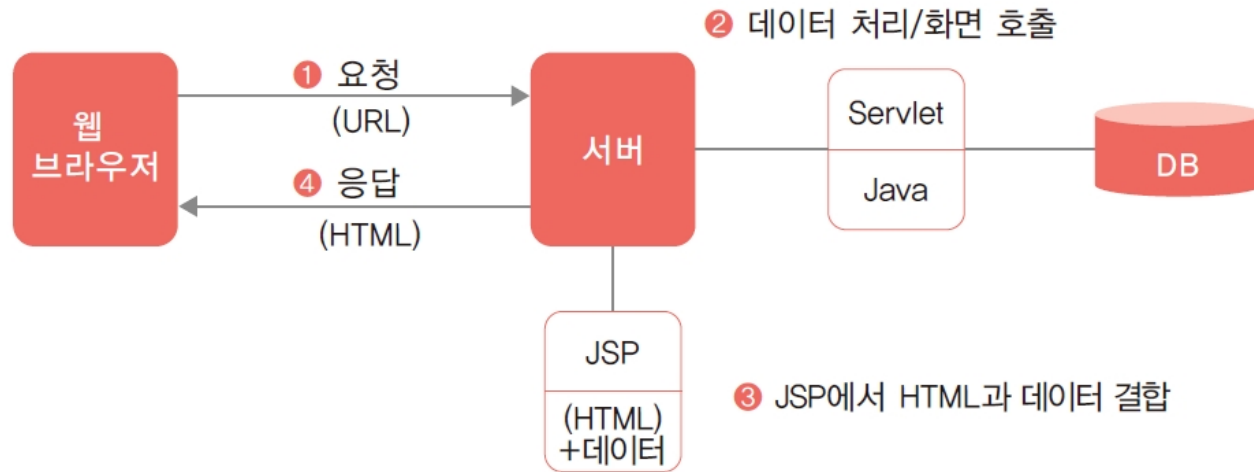 ❷ 데이터 처리/화면 호출
웹
브라우저
❶ 요청
(URL)
❹ 응답
(HTML)
서버
Servlet
Java
DB
JSP
(HTML)
+데이터
❸ JSP에서 HTML과 데이터 결합